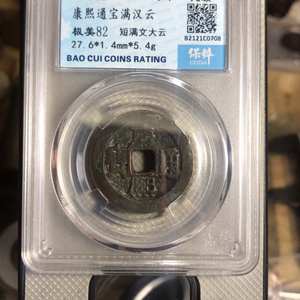 康熙通宝满汉云
极美82 短满文大云
27.6*1.4mm*5.4g
BAO CUI COINS RATING
B2121C0708
保粹